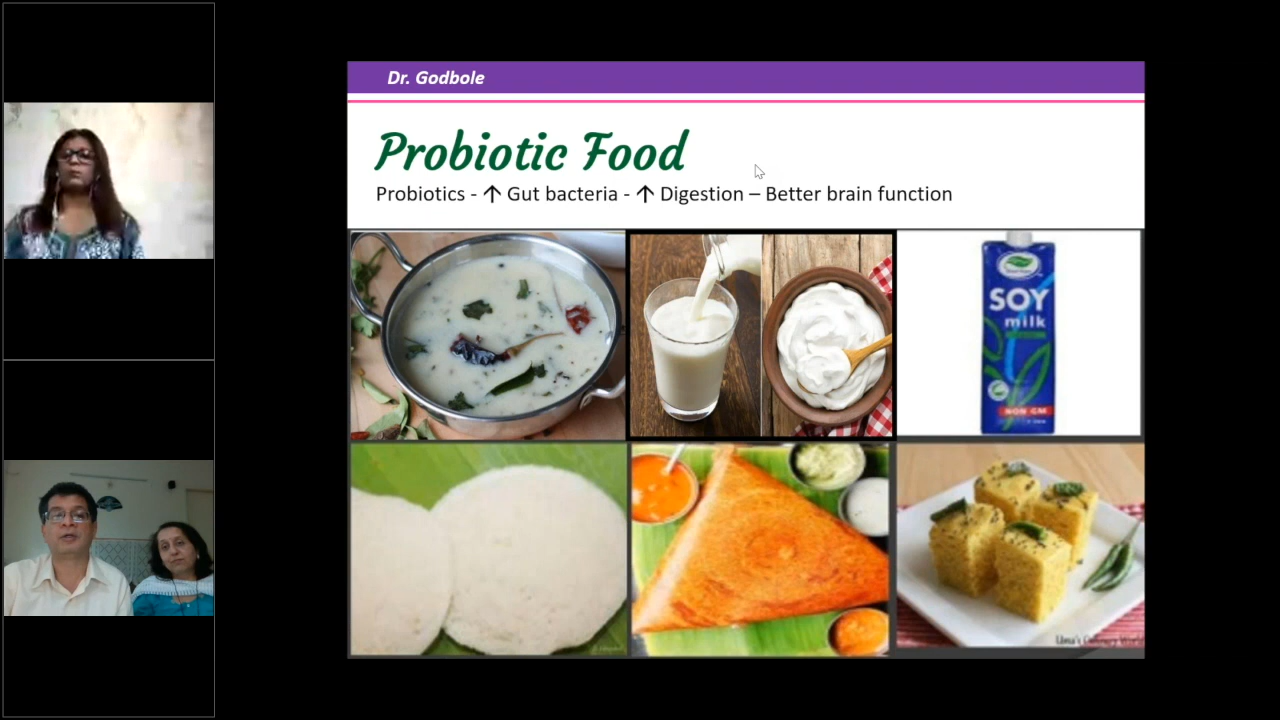 Dr. Godbole
Probiotic Food
Probiotics - ↑ Gut bacteria - ↑ Digestion – Better brain function
SOY
milk
NON GM
Uma's Culinary World